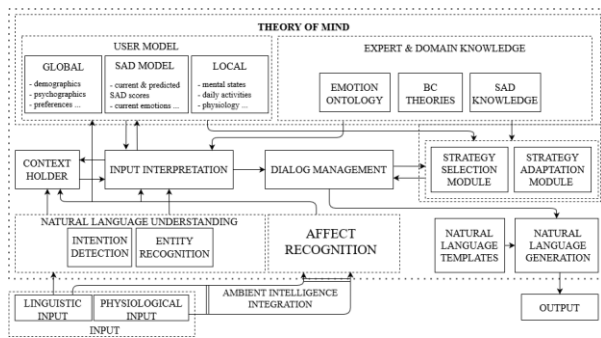 THEORY OF MIND
USER MODEL
GLOBAL
- demographics
- psychographics
- preferences ...
SAD MODEL
- current & predicted
SAD scores
- current emotions ...
LOCAL
- mental states
- daily activities
- physiology ...
EXPERT & DOMAIN KNOWLEDGE
EMOTION
ONTOLOGY
BC
THEORIES
SAD
KNOWLEDGE
CONTEXT
HOLDER
INPUT INTERPRETATION
DIALOG MANAGEMENT
STRATEGY
SELECTION
MODULE
STRATEGY
ADAPTATION
MODULE
NATURAL LANGUAGE UNDERSTANDING
INTENTION
DETECTION
ENTITY
RECOGNITION
AFFECT
RECOGNITION
NATURAL
LANGUAGE
TEMPLATES
NATURAL
LANGUAGE
GENERATION
LINGUISTIC
INPUT
PHYSIOLOGICAL
INPUT
INPUT
AMBIENT INTELLIGENCE
INTEGRATION
OUTPUT